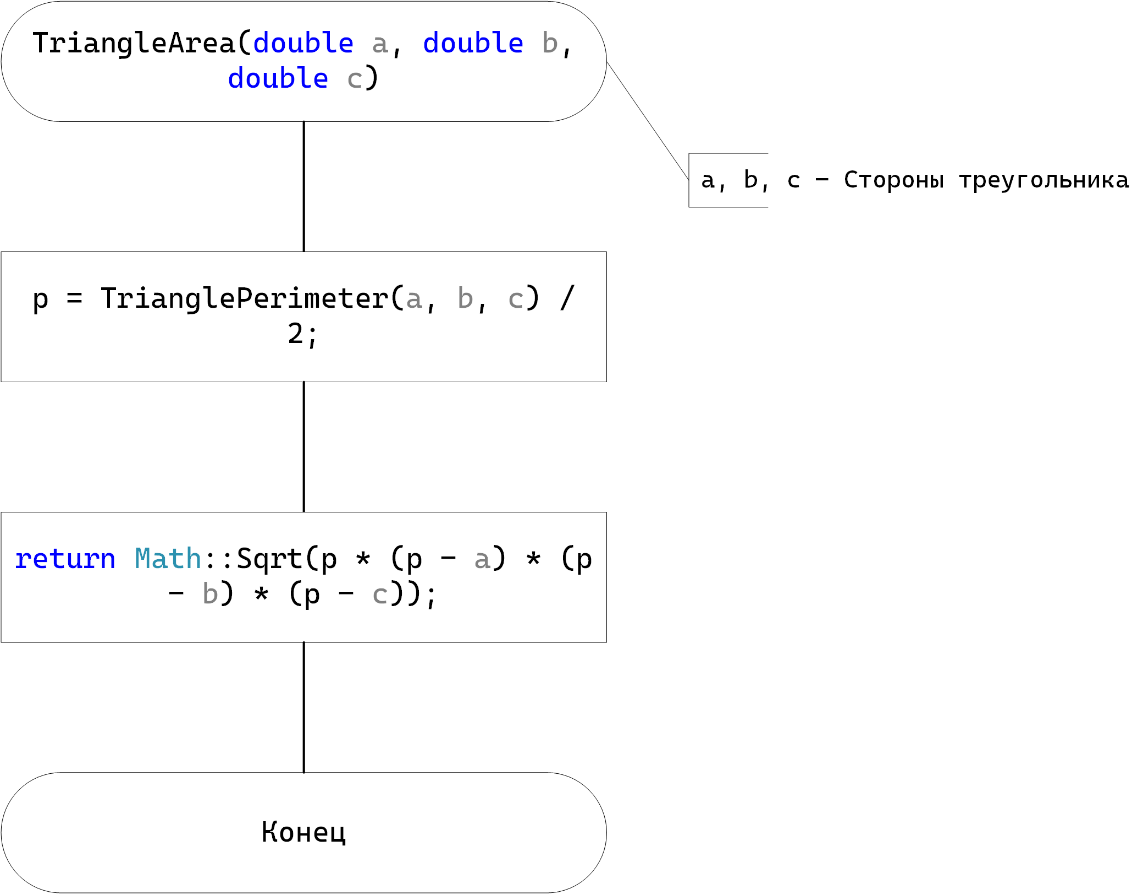 TriangleArea(double a, double b,
double c)
a, b, c – Стороны треугольника
p = TrianglePerimeter(a, b, c) /
2;
return Math::Sqrt(p * (p – a) * (p
– b) * (p – c));
Конец